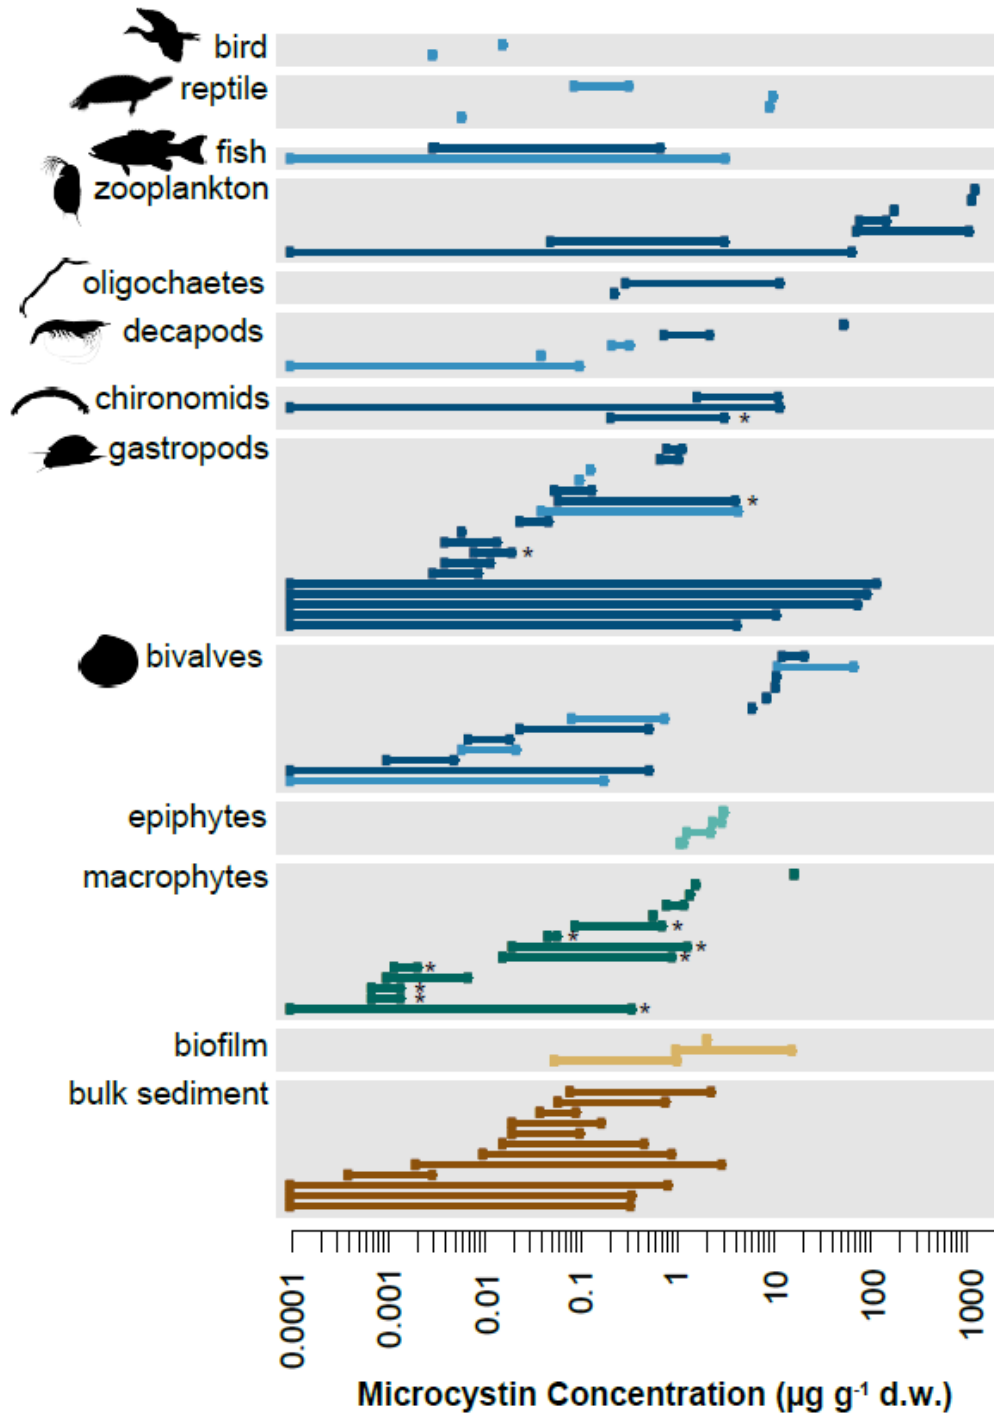 bird
reptile
fish
zooplankton
oligochaetes
decapods
chironomids
*
gastropods
*
*
bivalves
epiphytes
macrophytes
*
*
*
*
*
*
*
*
biofilm
bulk sediment
0.0001
0.001
0.01
0.1
1
10
100
1000
Microcystin Concentration (µg g⁻¹ d.w.)